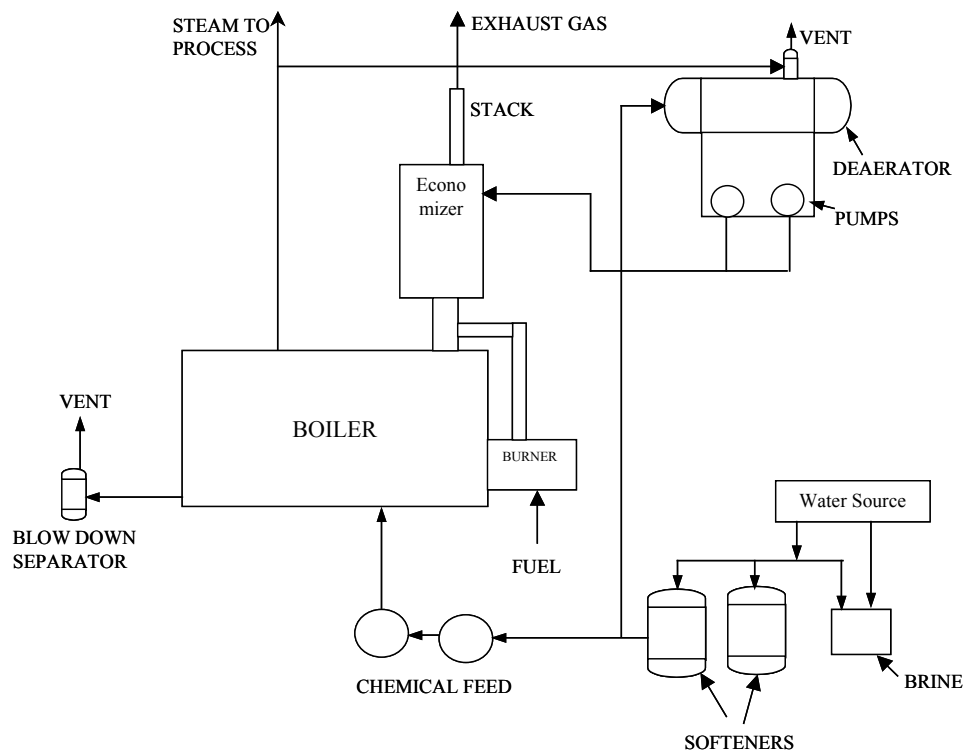 STEAM TO
PROCESS
EXHAUST GAS
VENT
STACK
DEAERATOR
Econo
mizer
PUMPS
VENT
BOILER
BURNER
Water Source
BLOW DOWN
SEPARATOR
FUEL
CHEMICAL FEED
BRINE
SOFTENERS